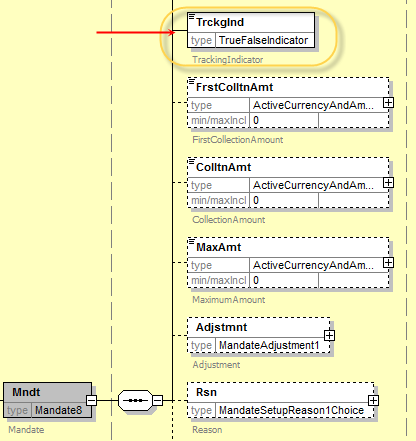 TrckgInd
type TrueFalseIndicator
TrackingIndicator
FrstColltnAmt
type ActiveCurrencyAndAm...
min/maxIncl 0
FirstCollectionAmount
ColltnAmt
type ActiveCurrencyAndAm...
min/maxIncl 0
CollectionAmount
MaxAmt
type ActiveCurrencyAndAm...
min/maxIncl 0
MaximumAmount
Adjstmnt
type MandateAdjustment1
Adjustment
Mndt
type Mandate8
Mandate
Rsn
type MandateSetupReason1Choice
Reason